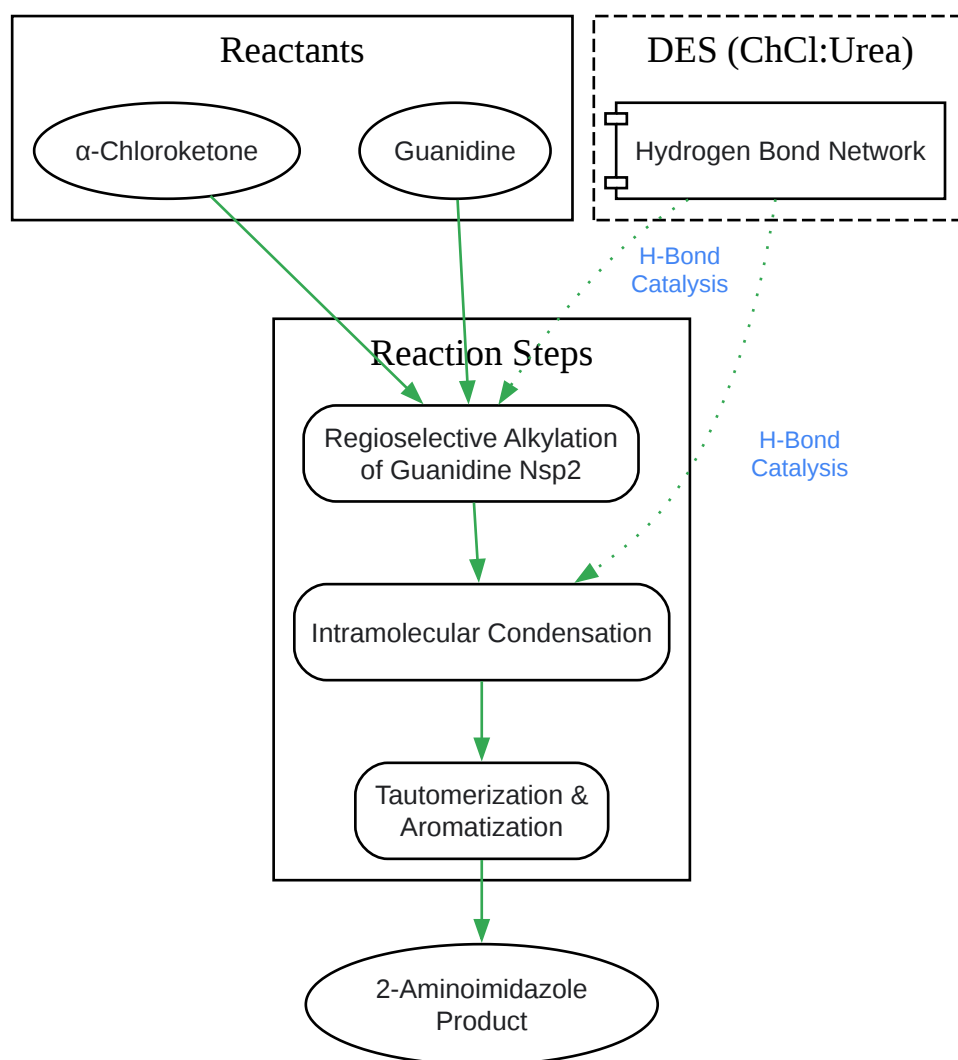 Reactants
DES (ChCl:Urea)
α-Chloroketone
Guanidine
Hydrogen Bond Network
H-Bond
Catalysis
Reaction Steps
Regioselective Alkylation
of Guanidine Nsp2
H-Bond
Catalysis
Intramolecular Condensation
Tautomerization &
Aromatization
2-Aminoimidazole
Product